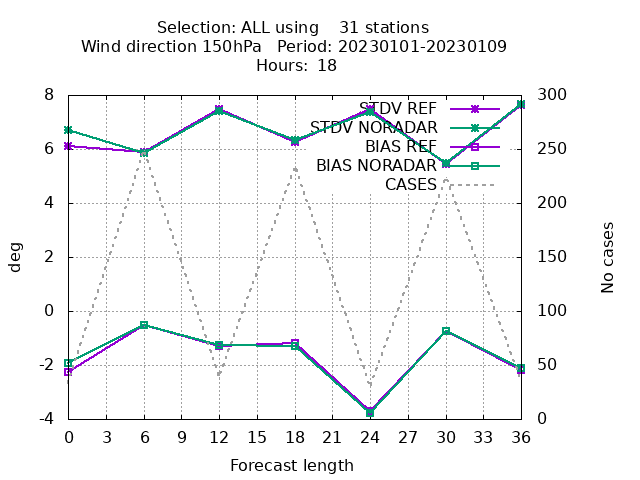 Selection: ALL using    31 stations
Wind direction 150hPa   Period: 20230101-20230109
Hours: 18
8
6
4
2
0
-2
-4
deg
300
250
200
150
100
50
0
No cases
STDV REF
STDV NORADAR
BIAS REF
BIAS NORADAR
CASES
0 3 6 9 12 15 18 21 24 27 30 33 36
Forecast length